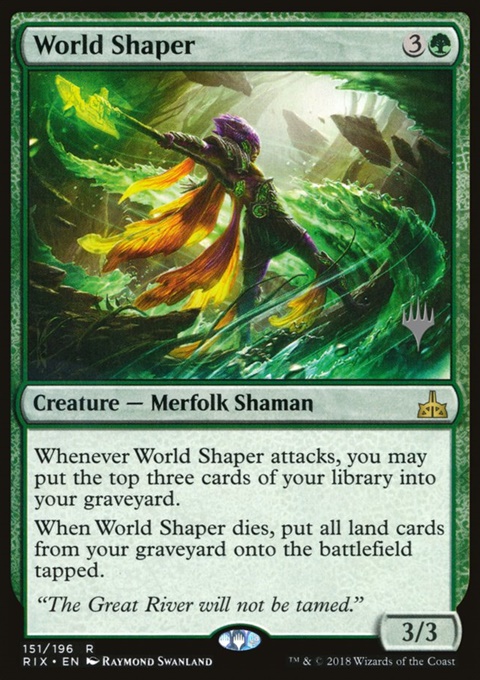 World Shaper 3
Creature — Merfolk Shaman
Whenever World Shaper attacks, you may
put the top three cards of your library into
your graveyard.
When World Shaper dies, put all land cards
from your graveyard onto the battlefield
tapped.
“The Great River will not be tamed.”
3/3
151/196 R
RIX • EN Raymond Swanland
™ & © 2018 Wizards of the Coast